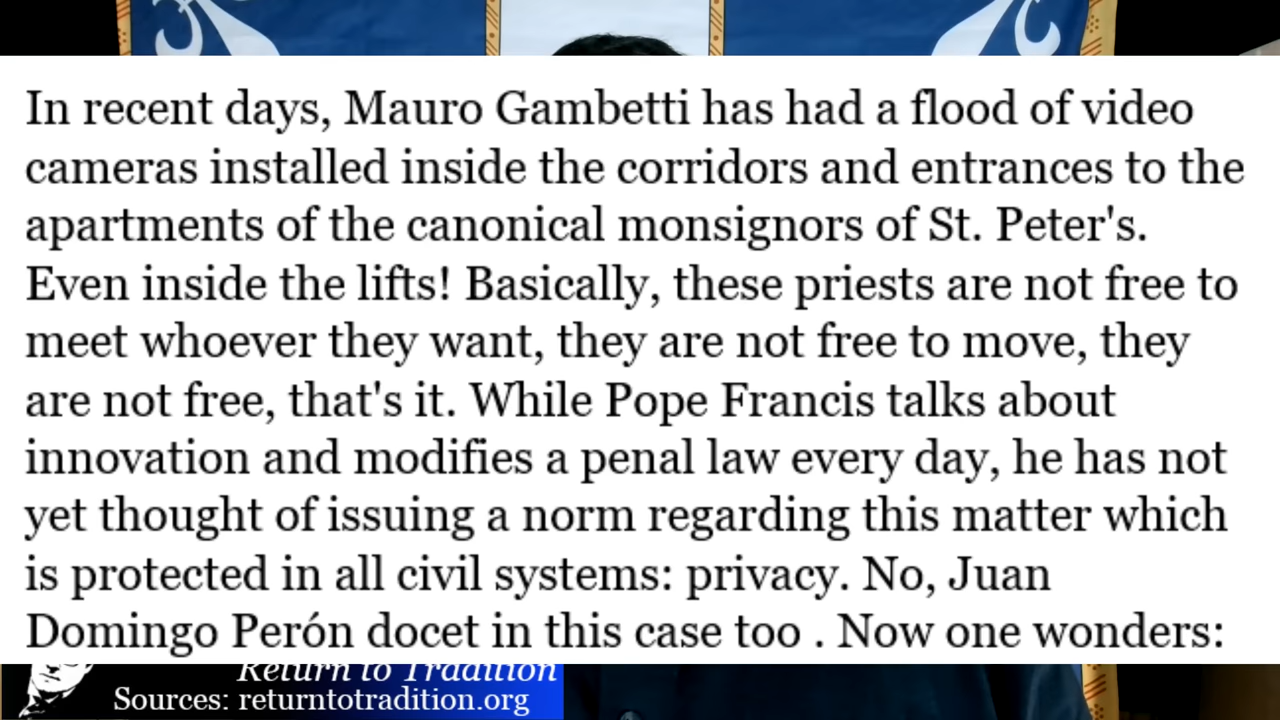 In recent days, Mauro Gambetti has had a flood of video
cameras installed inside the corridors and entrances to the
apartments of the canonical monsignors of St. Peter's.
Even inside the lifts! Basically, these priests are not free to
meet whoever they want, they are not free to move, they
are not free, that's it. While Pope Francis talks about
innovation and modifies a penal law every day, he has not
yet thought of issuing a norm regarding this matter which
is protected in all civil systems: privacy. No, Juan
Domingo Perón docet in this case too . Now one wonders:
Return to Tradition
Sources: returntotradition.org